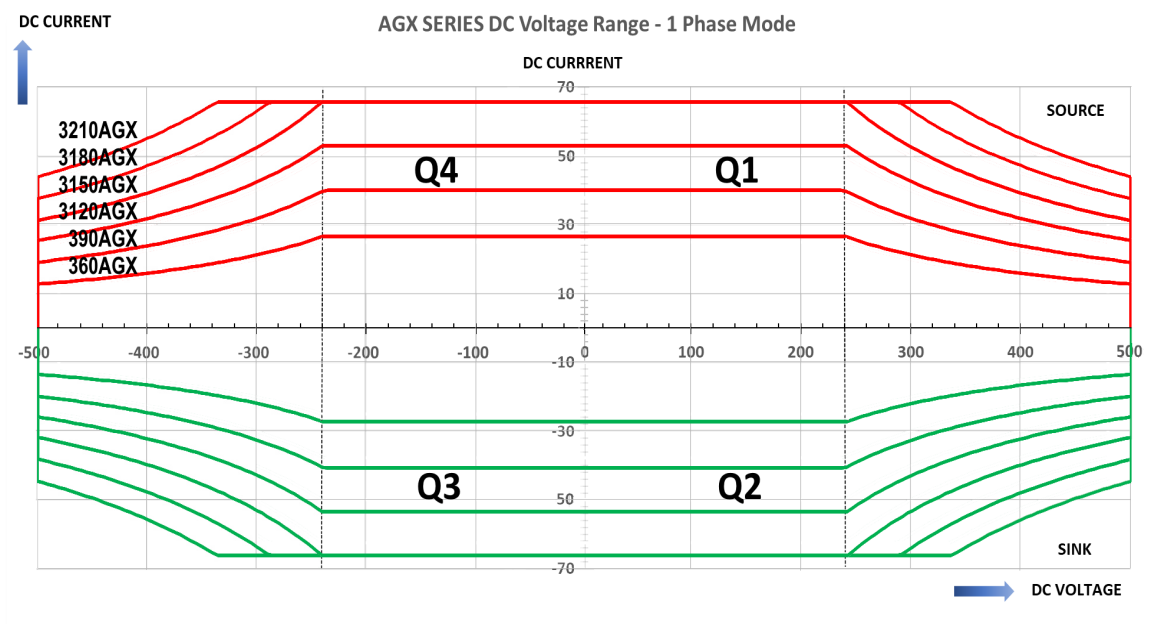 DC CURRENT
AGX SERIES DC Voltage Range - 1 Phase Mode
DC CURRRENT
70
SOURCE
3210AGX
3180AGX
50
Q4
Q1
3150AGX
3120AGX
30
390AGX
360AGX
10
-500
-400
-300
-200
-100
0
100
200
300
400
500
-10
-30
Q3
Q2
50
SINK
-70
DC VOLTAGE